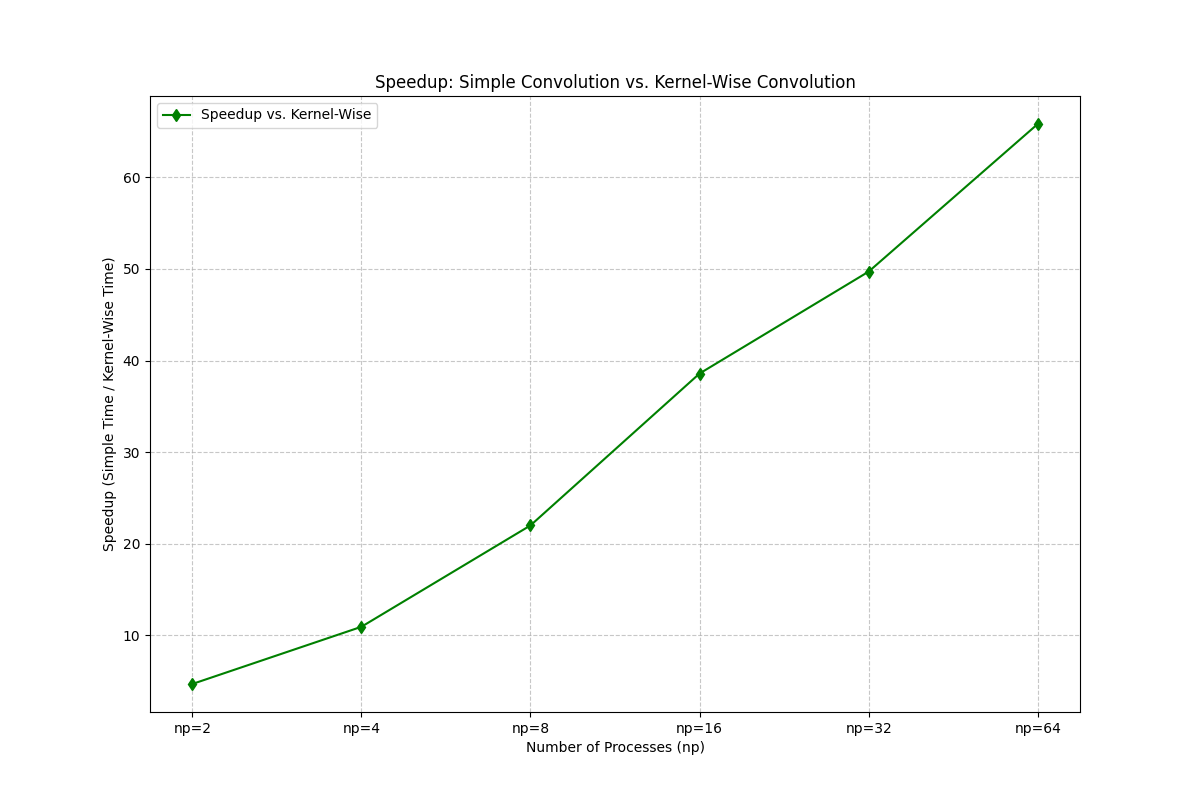 Speedup: Simple Convolution vs. Kernel-Wise Convolution
Speedup vs. Kernel-Wise
Speedup (Simple Time / Kernel-Wise Time)
60
50
40
30
20
10
np=2 np=4 np=8 np=16 np=32 np=64
Number of Processes (np)